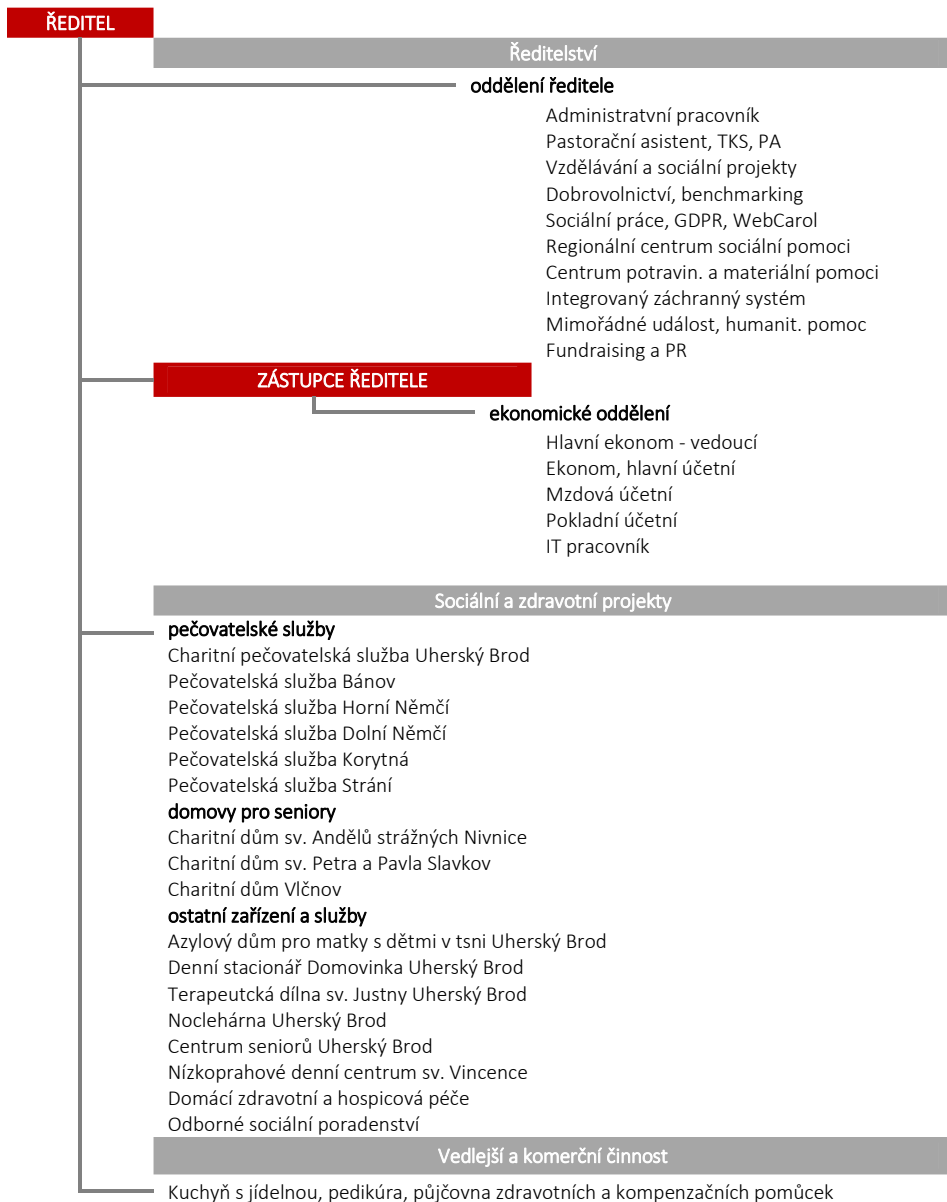 ŘEDITEL
Ředitelství
oddělení ředitele
Administratvní pracovník
Pastorační asistent, TKS, PA
Vzdělávání a sociální projekty
Dobrovolnictví, benchmarking
Sociální práce, GDPR, WebCarol
Regionální centrum sociální pomoci
Centrum potravin. a materiální pomoci
Integrovaný záchranný systém
Mimořádné událost, humanit. pomoc
Fundraising a PR
ZÁSTUPCE ŘEDITELE
ekonomické oddělení
Hlavní ekonom - vedoucí
Ekonom, hlavní účetní
Mzdová účetní
Pokladní účetní
IT pracovník
Sociální a zdravotní projekty
pečovatelské služby
Charitní pečovatelská služba Uherský Brod
Pečovatelská služba Bánov
Pečovatelská služba Horní Němčí
Pečovatelská služba Dolní Němčí
Pečovatelská služba Korytná
Pečovatelská služba Strání
domovy pro seniory
Charitní dům sv. Andělů strážných Nivnice
Charitní dům sv. Petra a Pavla Slavkov
Charitní dům Vlčnov
ostatní zařízení a služby
Azylový dům pro matky s dětmi v tsni Uherský Brod
Denní stacionář Domovinka Uherský Brod
Terapeutcká dílna sv. Justny Uherský Brod
Noclehárna Uherský Brod
Centrum seniorů Uherský Brod
Nízkoprahové denní centrum sv. Vincence
Domácí zdravotní a hospicová péče
Odborné sociální poradenství
Vedlejší a komerční činnost
Kuchyň s jídelnou, pedikúra, půjčovna zdravotních a kompenzačních pomůcek